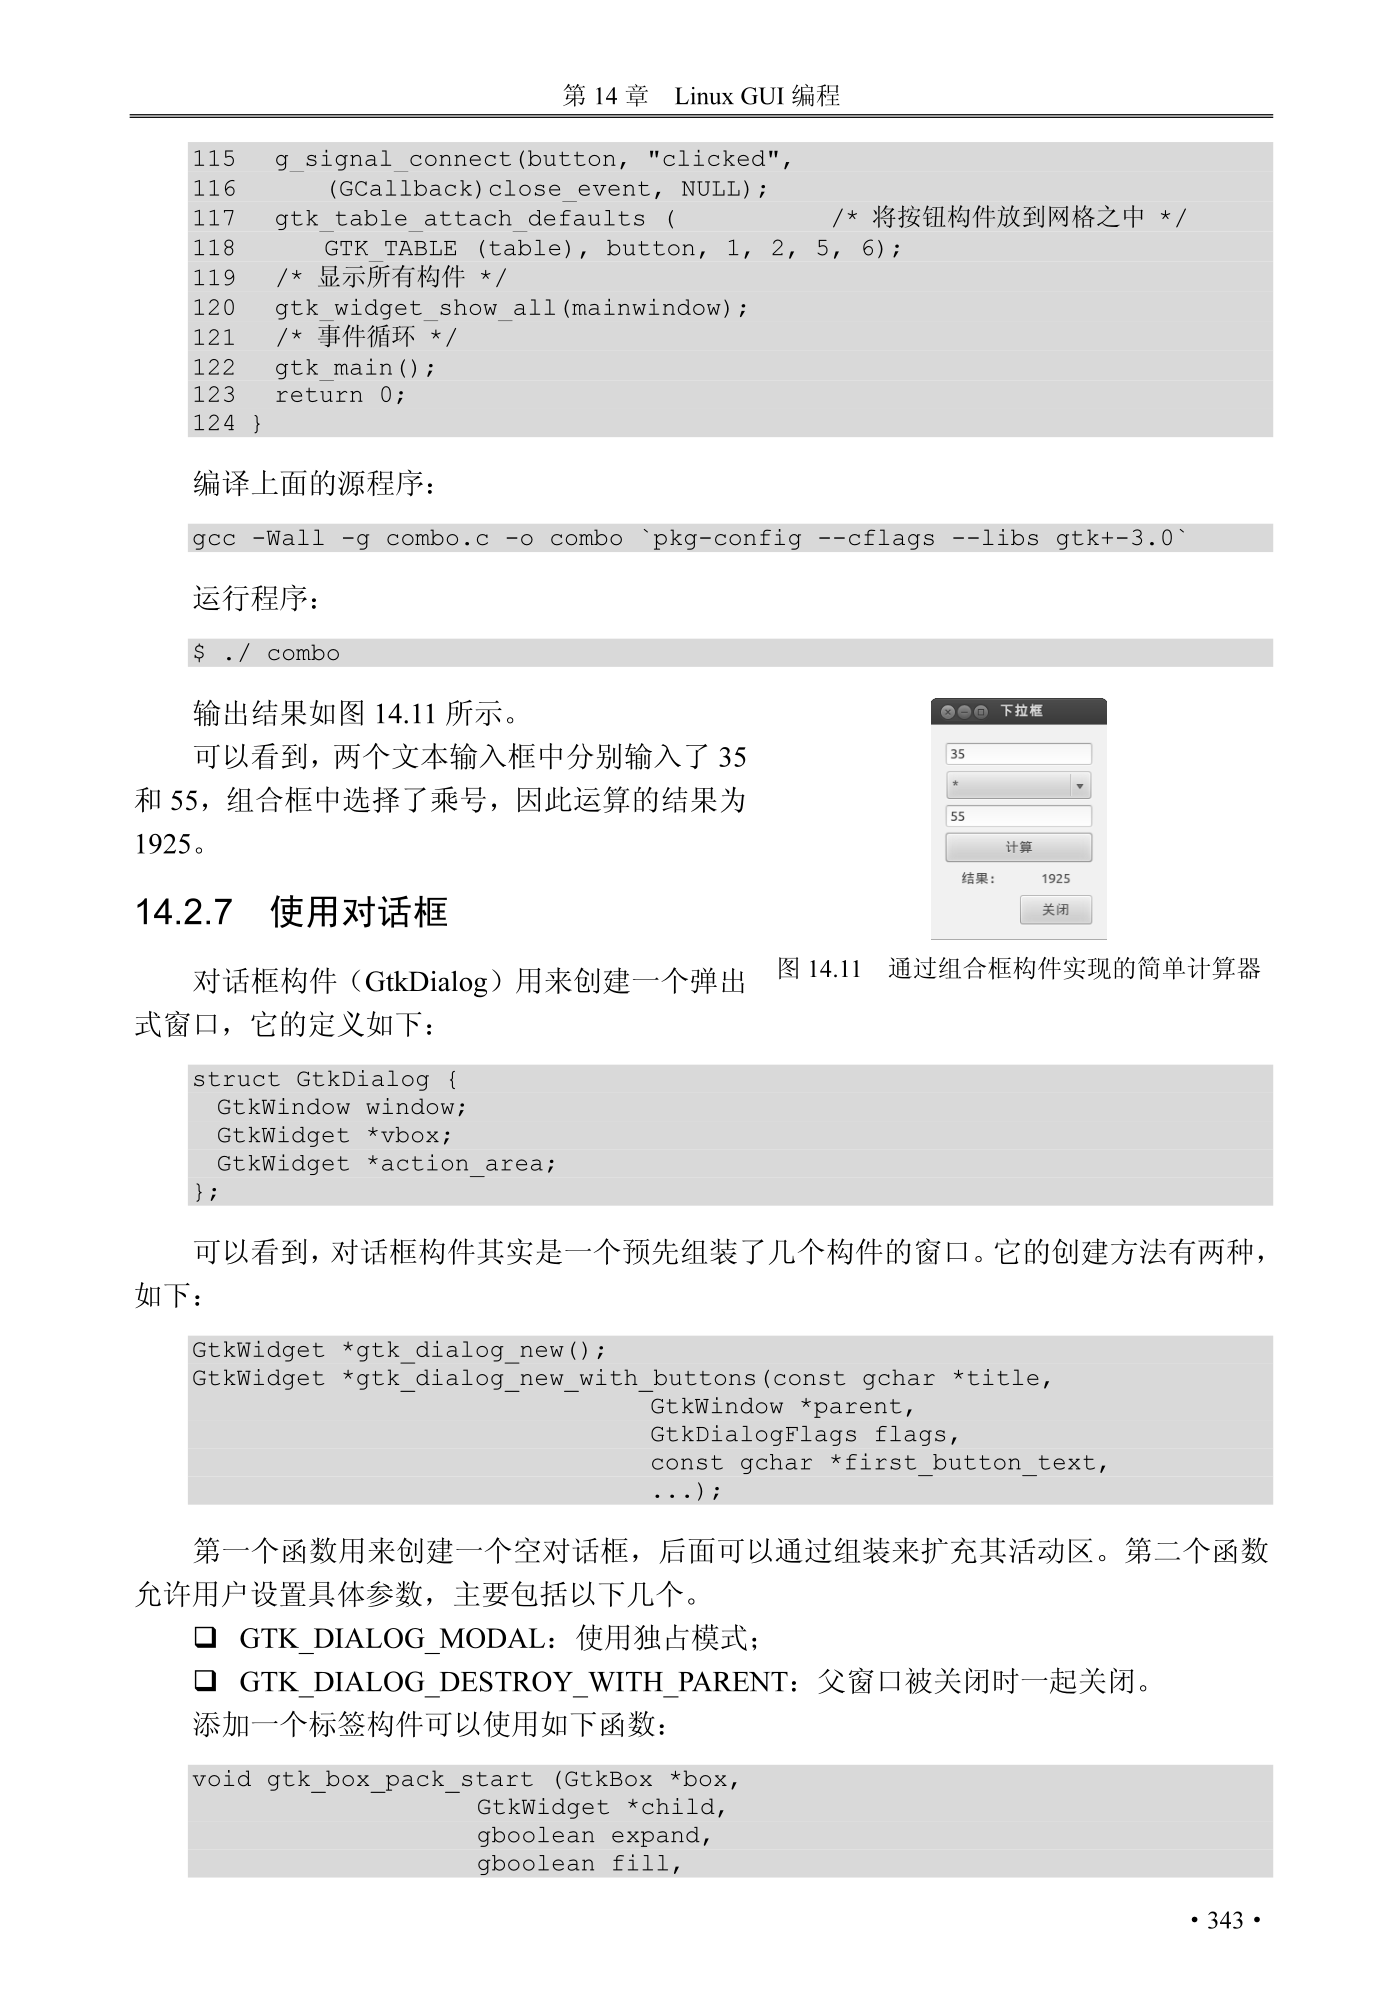 第 14 章 Linux GUI 编程
115 g_signal_connect(button, "clicked",
116 (GCallback)close_event, NULL);
117 gtk_table_attach_defaults ( /* 将按钮构件放到网格之中 */
118 GTK_TABLE (table), button, 1, 2, 5, 6);
119 /* 显示所有构件 */
120 gtk_widget_show_all(mainwindow);
121 /* 事件循环 */
122 gtk_main();
123 return 0;
124 }
编译上面的源程序：
gcc -Wall -g combo.c -o combo `pkg-config --cflags --libs gtk+-3.0`
运行程序：
$ ./ combo
输出结果如图 14.11 所示。
可以看到，两个文本输入框中分别输入了 35
和 55，组合框中选择了乘号，因此运算的结果为
1925。
下拉框
35
*
55
计算
结果: 1925
关闭
图 14.11 通过组合框构件实现的简单计算器
14.2.7 使用对话框
对话框构件（GtkDialog）用来创建一个弹出
式窗口，它的定义如下：
struct GtkDialog {
GtkWindow window;
GtkWidget *vbox;
GtkWidget *action_area;
};
可以看到，对话框构件其实是一个预先组装了几个构件的窗口。它的创建方法有两种，
如下：
GtkWidget *gtk_dialog_new();
GtkWidget *gtk_dialog_new_with_buttons(const gchar *title,
GtkWindow *parent,
GtkDialogFlags flags,
const gchar *first_button_text,
...);
第一个函数用来创建一个空对话框，后面可以通过组装来扩充其活动区。第二个函数
允许用户设置具体参数，主要包括以下几个。
❑ GTK_DIALOG_MODAL：使用独占模式；
❑ GTK_DIALOG_DESTROY_WITH_PARENT：父窗口被关闭时一起关闭。
添加一个标签构件可以使用如下函数：
void gtk_box_pack_start (GtkBox *box,
GtkWidget *child,
gboolean expand,
gboolean fill,
• 343 •